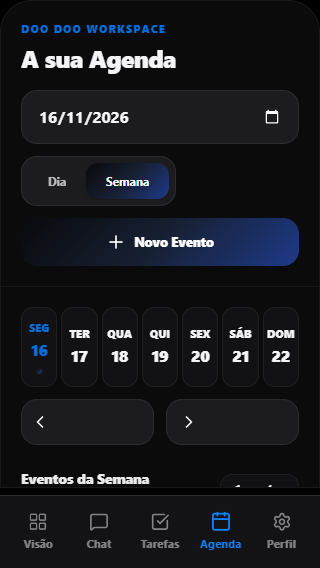 DOO DOO WORKSPACE
A sua Agenda
16/11/2026
Dia Semana
Novo Evento
SEG TER QUA QUI SEX SÁB DOM
16 17 18 19 20 21 22
Eventos da Semana
Visão Chat Tarefas Agenda Perfil